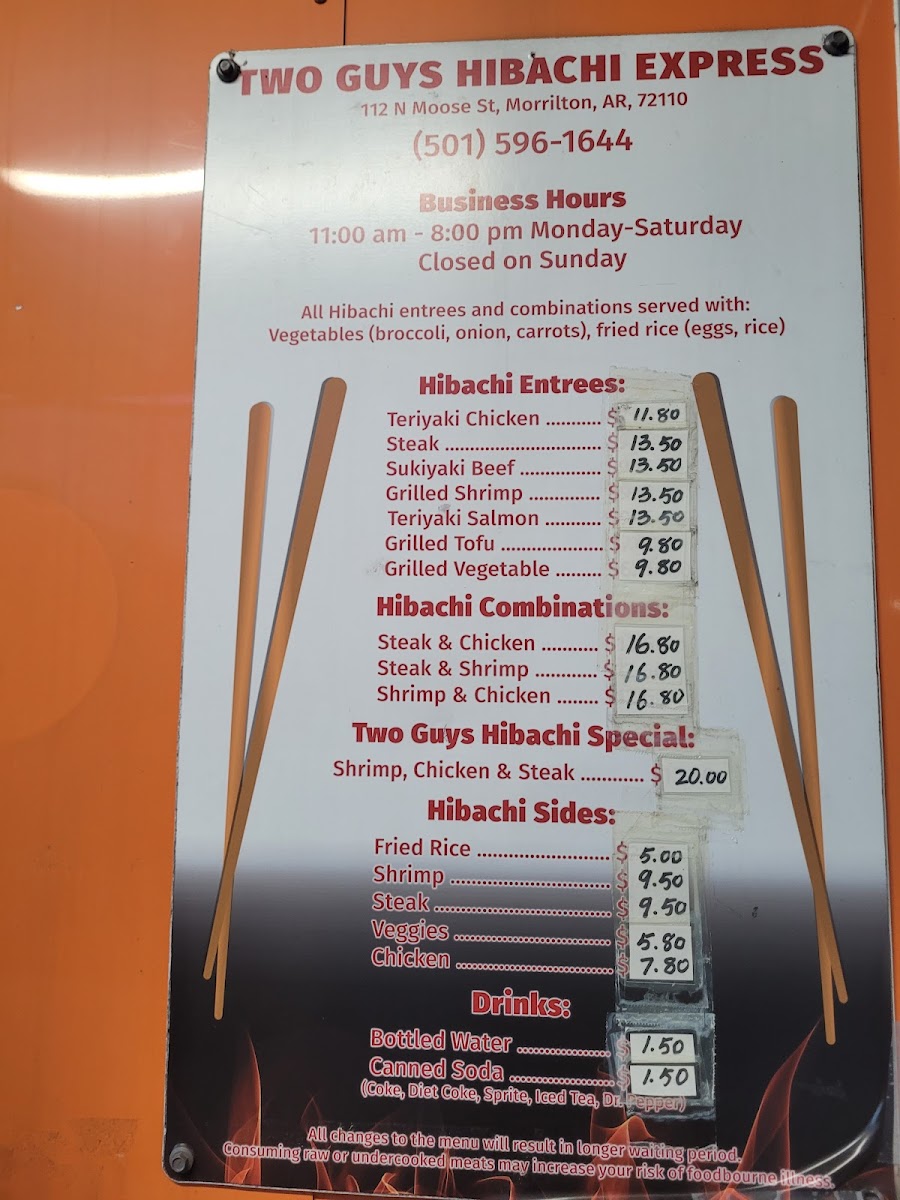 TWO GUYS HIBACHI EXPRESS
112 N Moose St, Morrilton, AR, 72110
(501) 596-1644
Business Hours
11:00 am - 8:00 pm Monday-Saturday
Closed on Sunday
All Hibachi entrees and combinations served with:
Vegetables (broccoli, onion, carrots), fried rice (eggs, rice)
Hibachi Entrees:
Teriyaki Chicken ........... $ 11.80
Steak ................................ $ 13.50
Sukiyaki Beef ................ $ 13.50
Grilled Shrimp .............. $ 13.50
Teriyaki Salmon ........... $ 13.50
Grilled Tofu .................... $ 9.80
Grilled Vegetable ......... $ 9.80
Hibachi Combinations:
Steak & Chicken ........... $ 16.80
Steak & Shrimp ............. $ 16.80
Shrimp & Chicken ........ $ 16.80
Two Guys Hibachi Special:
Shrimp, Chicken & Steak ............ $ 20.00
Hibachi Sides:
Fried Rice ......................... $ 5.00
Shrimp .............................. $ 9.50
Steak ................................. $ 9.50
Veggies ............................. $ 5.80
Chicken ............................. $ 7.80
Drinks:
Bottled Water ................. $ 1.50
Canned Soda ................... $ 1.50
(Coke, Diet Coke, Sprite, Iced Tea, Dr. Pepper)
All changes to the menu will result in longer waiting period.
Consuming raw or undercooked meats may increase your risk of foodbourne illness.